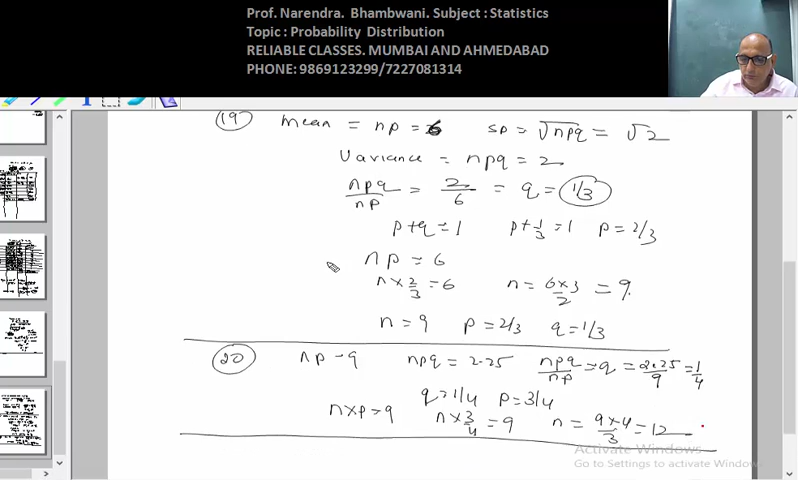 Prof. Narendra. Bhambwani. Subject : Statistics
Topic : Probability Distribution
RELIABLE CLASSES. MUMBAI AND AHMEDABAD
PHONE: 9869123299/7227081314
(19) mean = np = 6 SD = √npq = √2
Variance = npq = 2
npq/np = 2/6 = q = 1/3
p+q=1 p+1/3=1 p=2/3
np = 6
n×2/3=6 n=6×3/2=9
n=9 p=2/3 q=1/3
(20) np-9 npq=2.25 npq/np=q=2.25/9=1/4
q=1/4 p=3/4
n×p=9 n×3/4=9 n=9×4/3=12
Activate Windows
Go to Settings to activate Windows